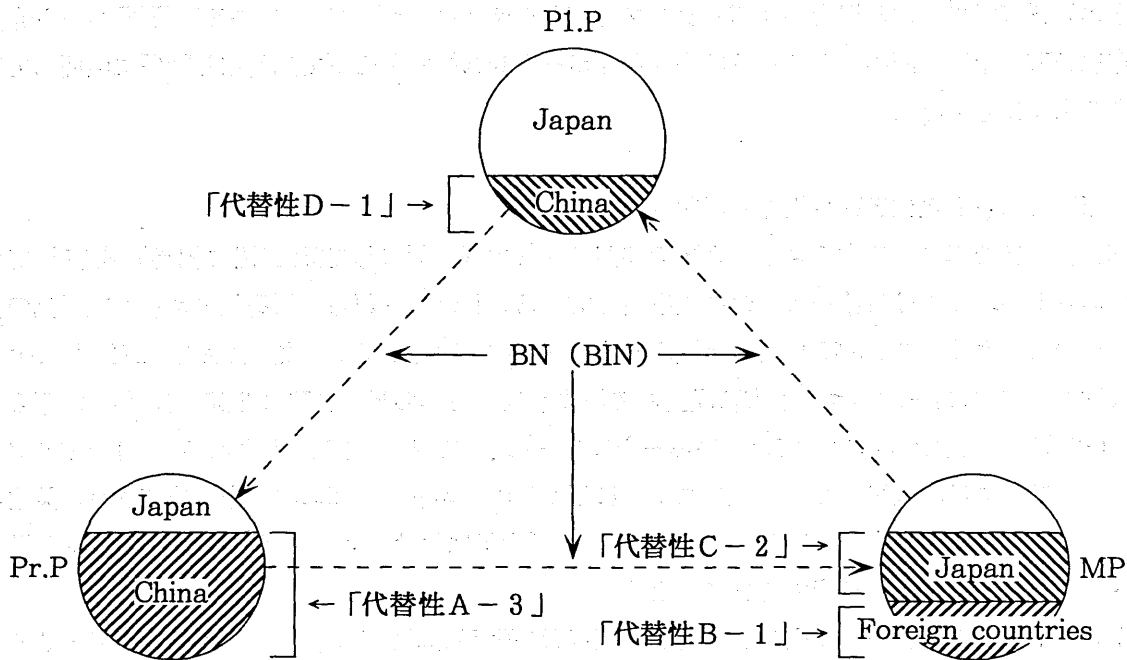 P1.P
Japan
「代替性D－1」→
China
BN（BIN）
Japan
「代替性C－2」→
Pr.P
Japan
MP
China
←「代替性A－3」
「代替性B－1」→
Foreign countries